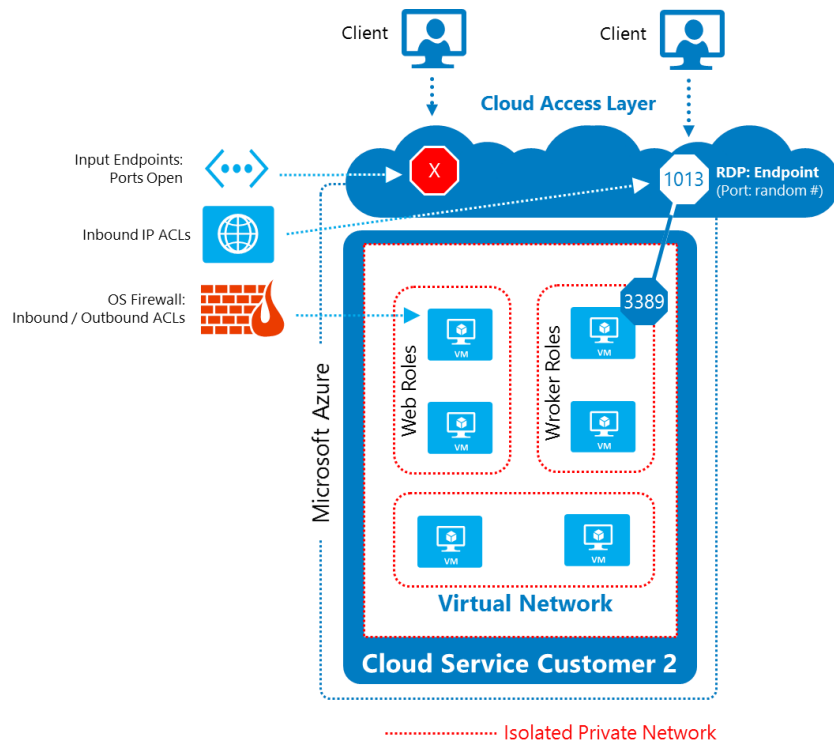 Client
Client
Cloud Access Layer
Input Endpoints:
Ports Open
X
1013
RDP: Endpoint
(Port: random #)
Inbound IP ACLs
OS Firewall:
Inbound / Outbound ACLs
3389
Microsoft Azure
Web Roles
VM
VM
Wroker Roles
VM
VM
VM
VM
Virtual Network
Cloud Service Customer 2
Isolated Private Network